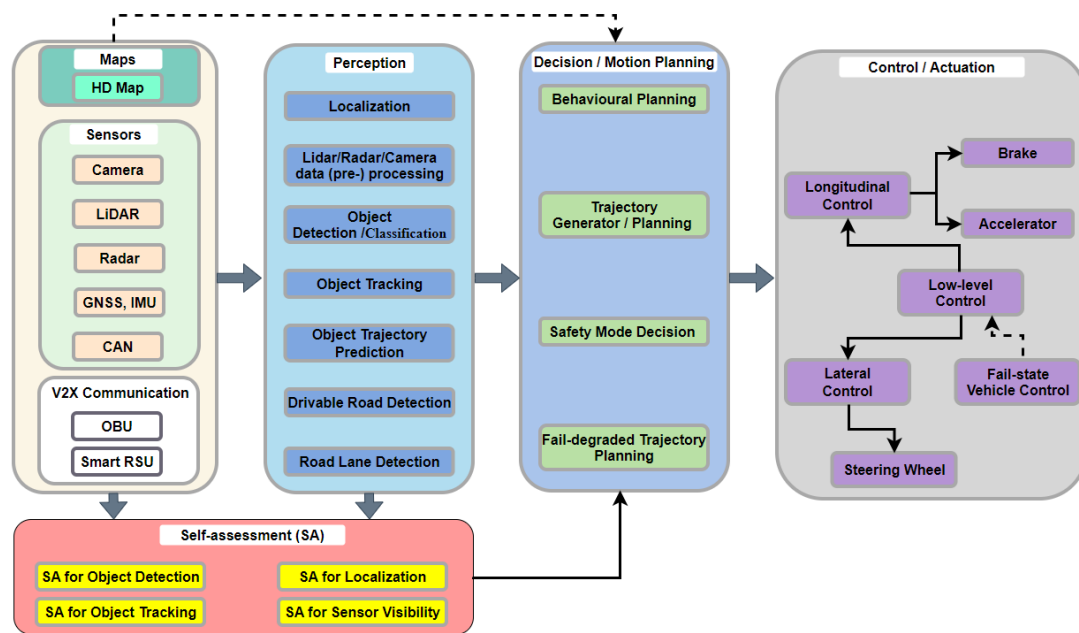 Maps
HD Map
Sensors
Camera
LiDAR
Radar
GNSS, IMU
CAN
V2X Communication
OBU
Smart RSU
Perception
Localization
Lidar/Radar/Camera
data (pre-) processing
Object
Detection /Classification
Object Tracking
Object Trajectory
Prediction
Drivable Road Detection
Road Lane Detection
Decision / Motion Planning
Behavioural Planning
Trajectory
Generator / Planning
Safety Mode Decision
Fail-degraded Trajectory
Planning
Control / Actuation
Brake
Longitudinal
Control
Accelerator
Low-level
Control
Lateral
Control
Fail-state
Vehicle Control
Steering Wheel
Self-assessment (SA)
SA for Object Detection
SA for Localization
SA for Object Tracking
SA for Sensor Visibility